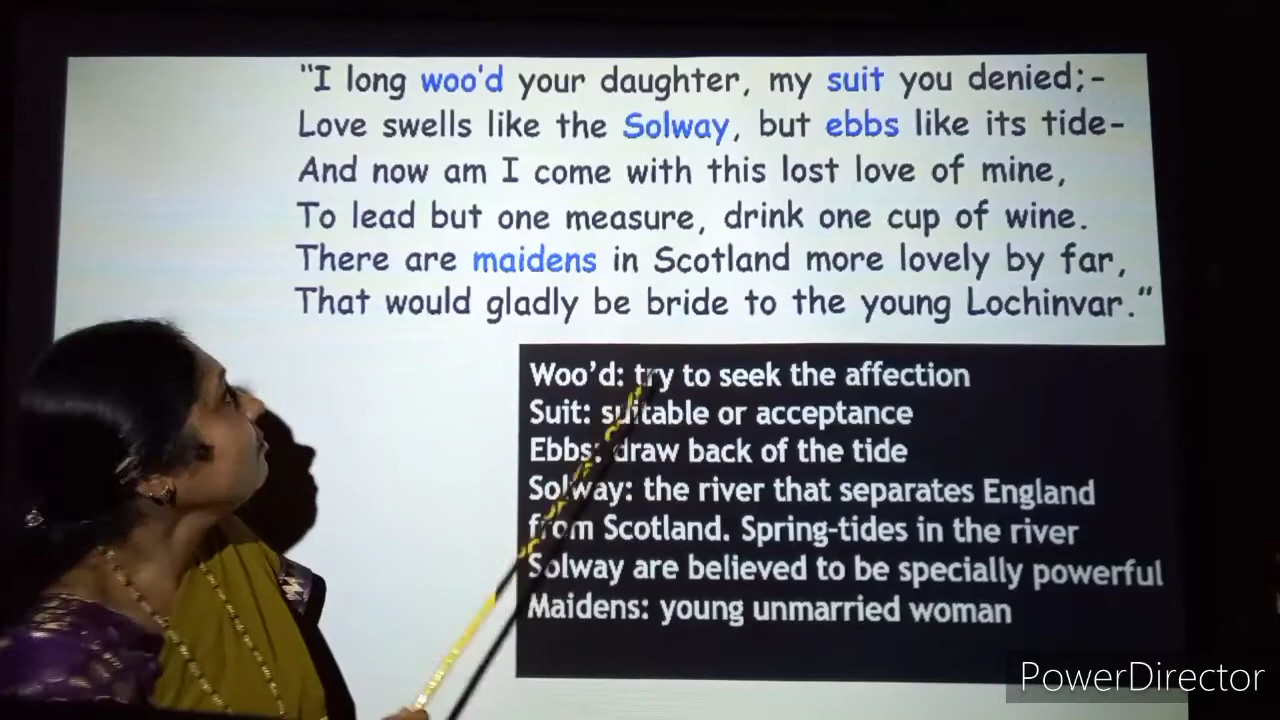 "I long woo'd your daughter, my suit you denied;-
Love swells like the Solway, but ebbs like its tide-
And now am I come with this lost love of mine,
To lead but one measure, drink one cup of wine.
There are maidens in Scotland more lovely by far,
That would gladly be bride to the young Lochinvar."
Woo'd: try to seek the affection
Suit: suitable or acceptance
Ebbs: draw back of the tide
Solway: the river that separates England
from Scotland. Spring-tides in the river
Solway are believed to be specially powerful
Maidens: young unmarried woman
PowerDirector